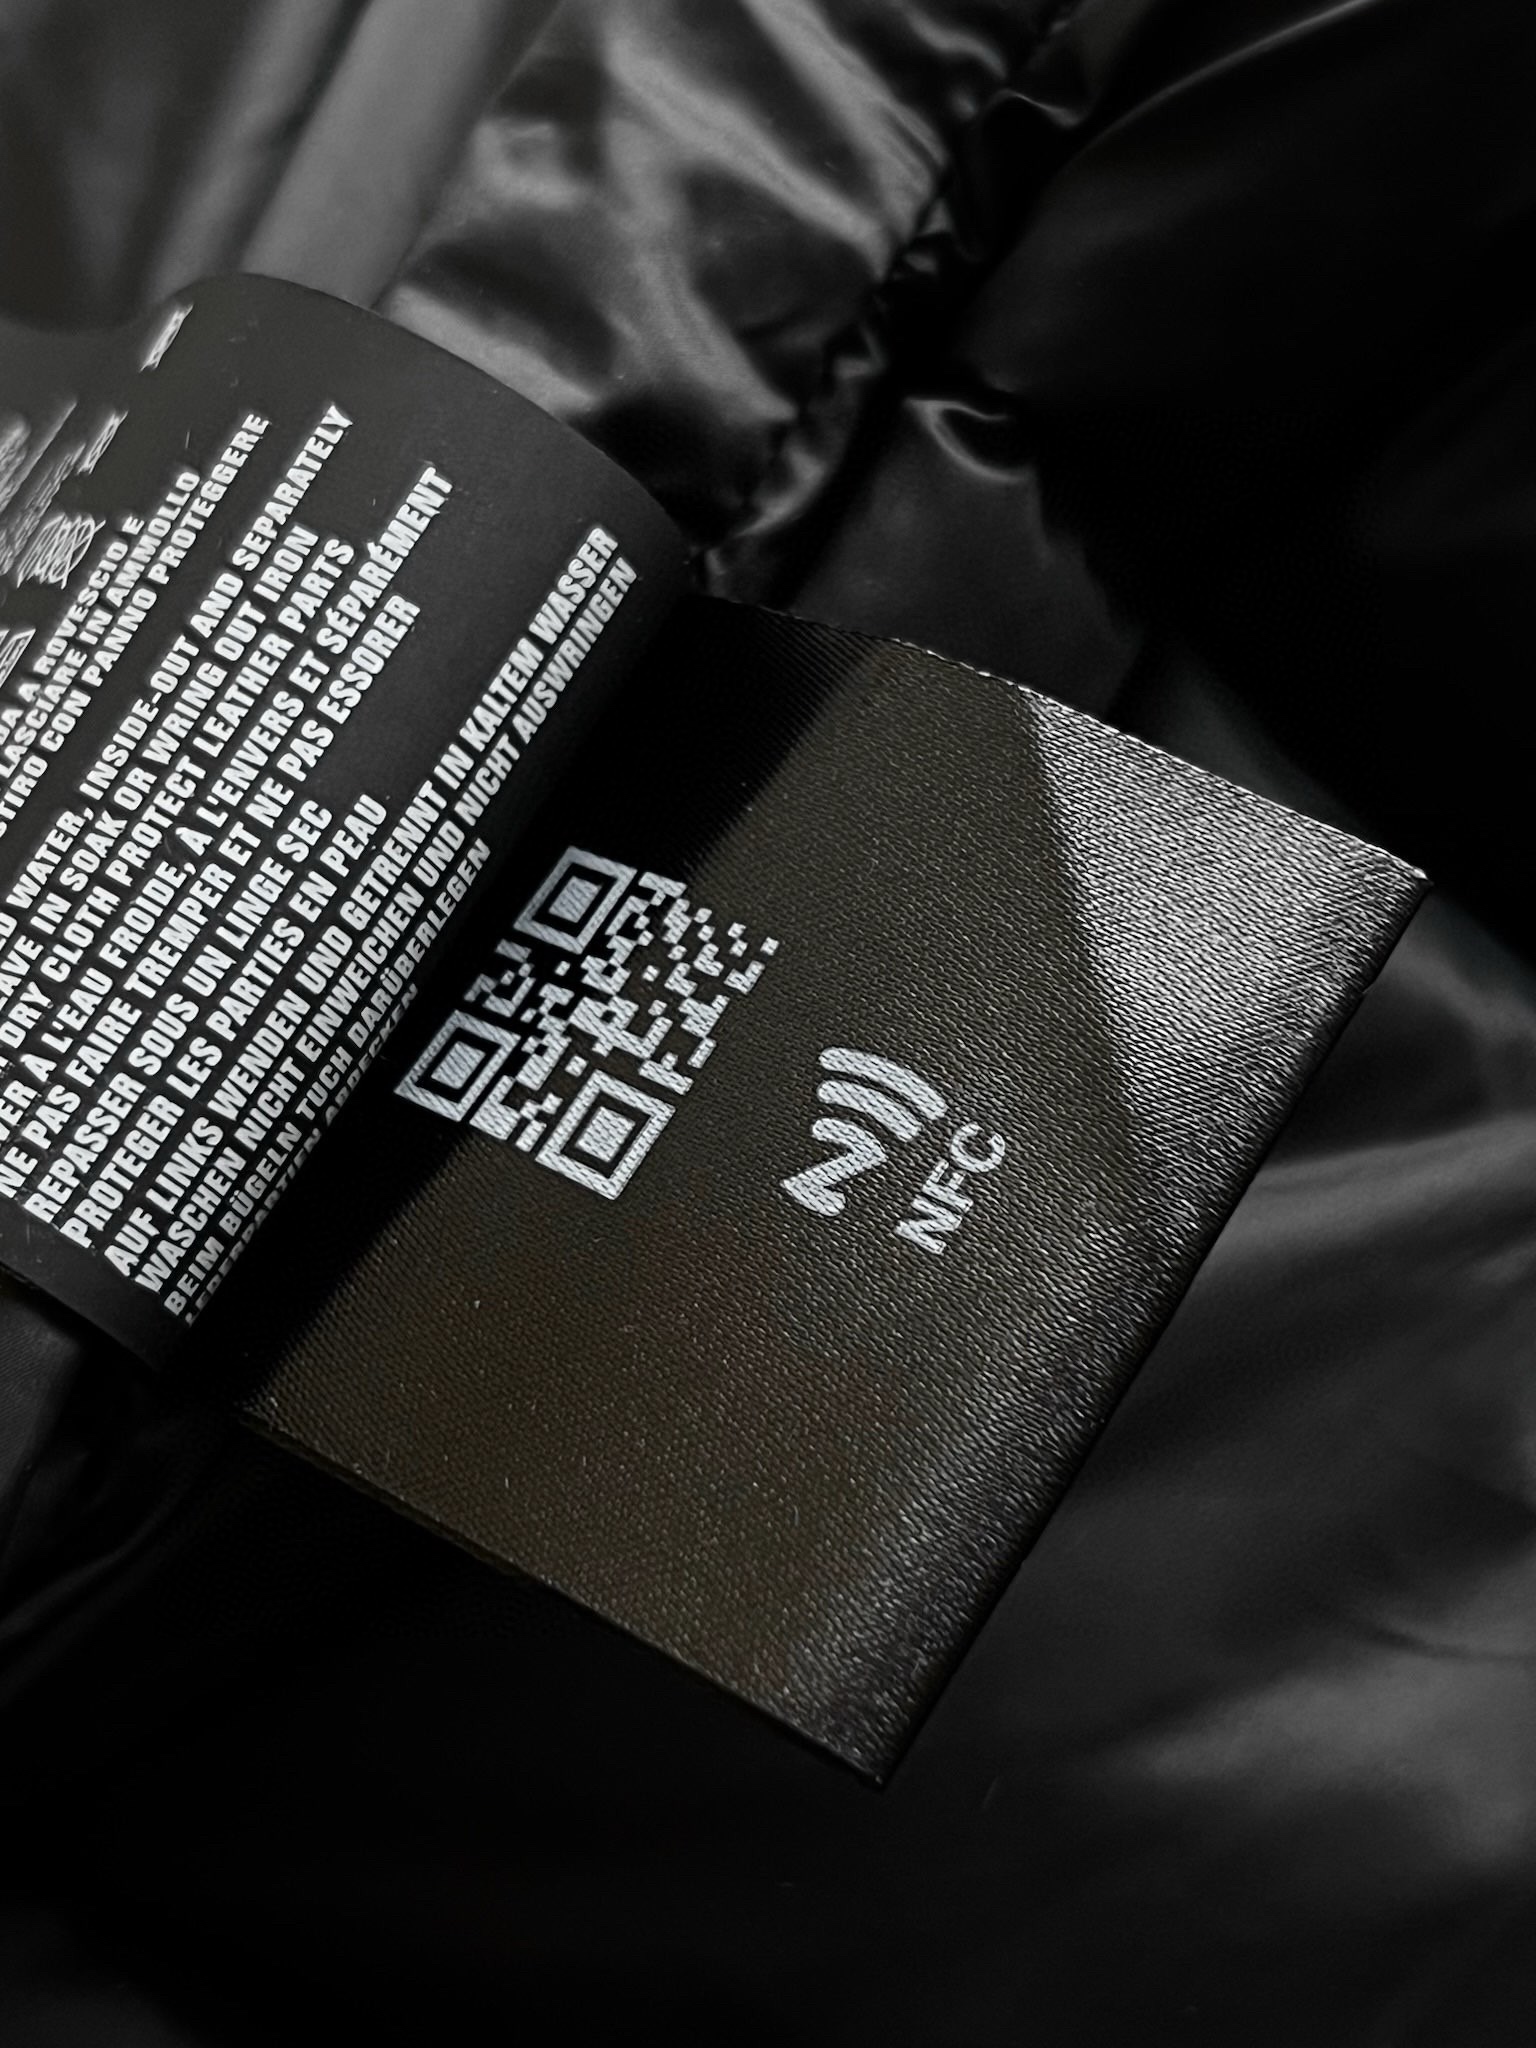 A ROVESCIO E
LASCIARE IN AMMOLLO
STIRO CON PANNO PROTEGGERE
WATER, INSIDE-OUT AND SEPARATELY
LEAVE IN SOAK OR WRING OUT IRON
DRY CLOTH PROTECT LEATHER PARTS
À L'EAU FROIDE, À L'ENVERS ET SÉPARÉMENT
NE PAS FAIRE TREMPER ET NE PAS ESSORER
REPASSER SOUS UN LINGE SEC
PROTEGER LES PARTIES EN PEAU
AUF LINKS WENDEN UND GETRENNT IN KALTEM WASSER
WASCHEN NICHT EINWEICHEN UND NICHT AUSWRINGEN
BEIM BÜGELN TUCH DARÜBERLEGEN
NFC